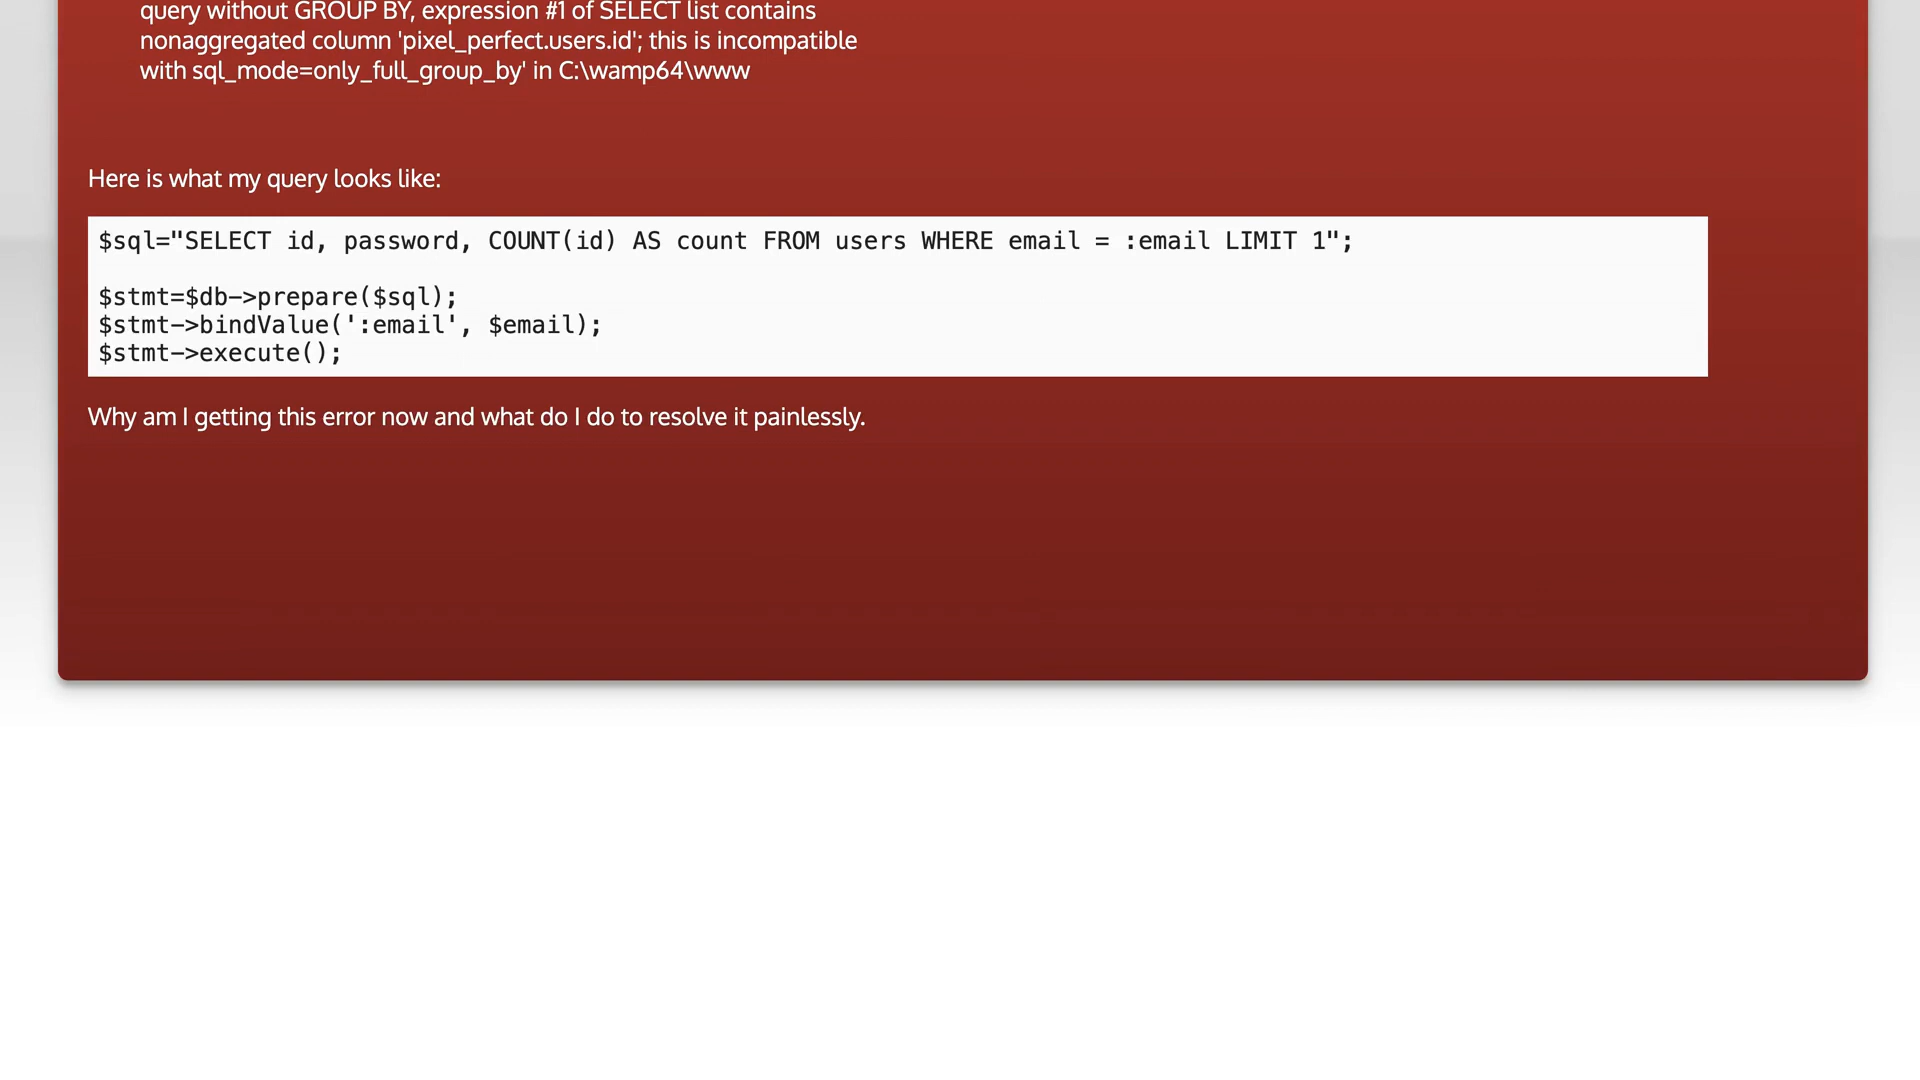 query without GROUP BY, expression #1 of SELECT list contains
nonaggregated column 'pixel_perfect.users.id'; this is incompatible
with sql_mode=only_full_group_by' in C:\wamp64\www
Here is what my query looks like:
$sql="SELECT id, password, COUNT(id) AS count FROM users WHERE email = :email LIMIT 1";
$stmt=$db->prepare($sql);
$stmt->bindValue(':email', $email);
$stmt->execute();
Why am I getting this error now and what do I do to resolve it painlessly.